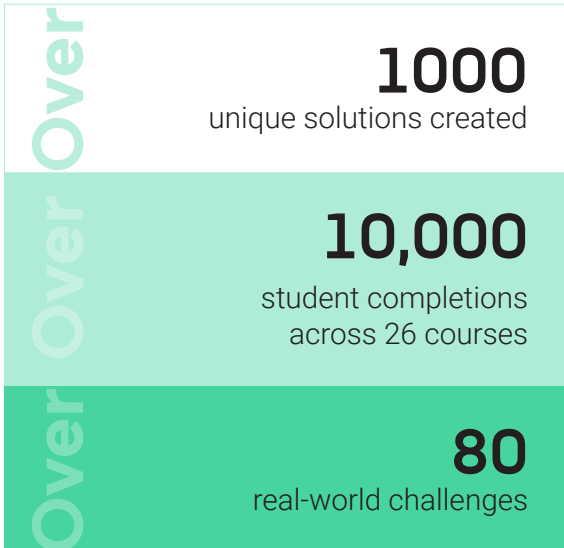 Over
1000
unique solutions created
Over
10,000
student completions
across 26 courses
Over
80
real-world challenges